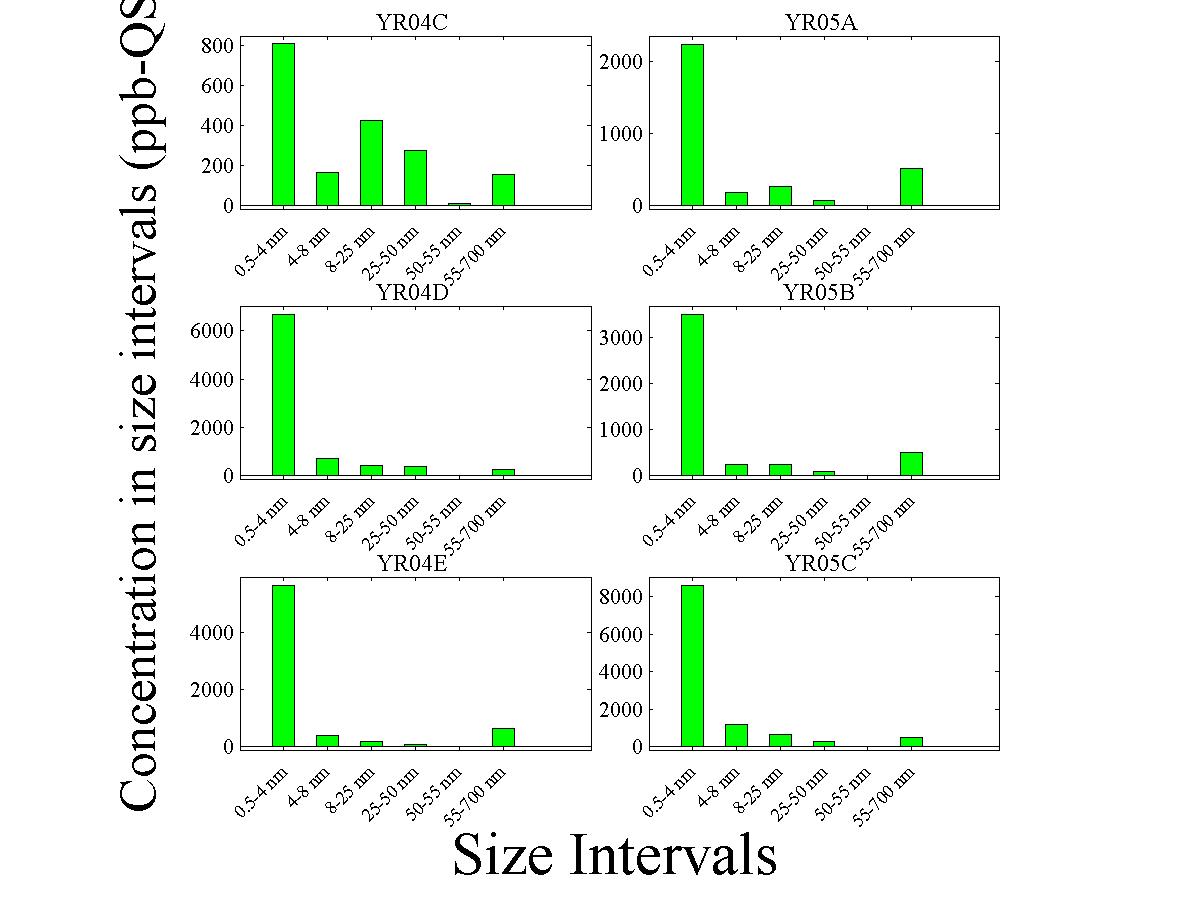 Concentration in size intervals (ppb-QS
YR04C
800
600
400
200
0
0.5-4 nm
4-8 nm
8-25 nm
25-50 nm
50-55 nm
55-700 nm
YR05A
2000
1000
0
0.5-4 nm
4-8 nm
8-25 nm
25-50 nm
50-55 nm
55-700 nm
YR04D
6000
4000
2000
0
0.5-4 nm
4-8 nm
8-25 nm
25-50 nm
50-55 nm
55-700 nm
YR05B
3000
2000
1000
0
0.5-4 nm
4-8 nm
8-25 nm
25-50 nm
50-55 nm
55-700 nm
YR04E
4000
2000
0
0.5-4 nm
4-8 nm
8-25 nm
25-50 nm
50-55 nm
55-700 nm
YR05C
8000
6000
4000
2000
0
0.5-4 nm
4-8 nm
8-25 nm
25-50 nm
50-55 nm
55-700 nm
Size Intervals